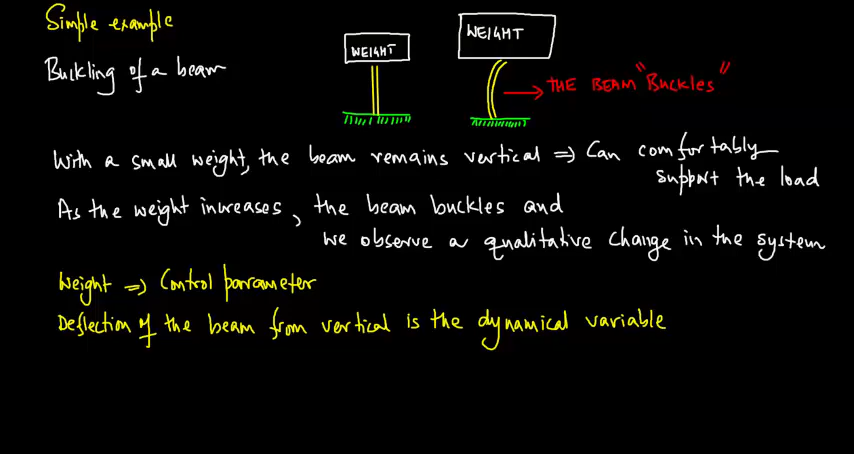 Simple example
Buckling of a beam
WEIGHT
WEIGHT
THE BEAM "Buckles"
With a small weight, the beam remains vertical ⇒ Can comfortably
support the load
As the weight increases, the beam buckles and
we observe a qualitative change in the system
Weight ⇒ Control parameter
Deflection of the beam from vertical is the dynamical variable